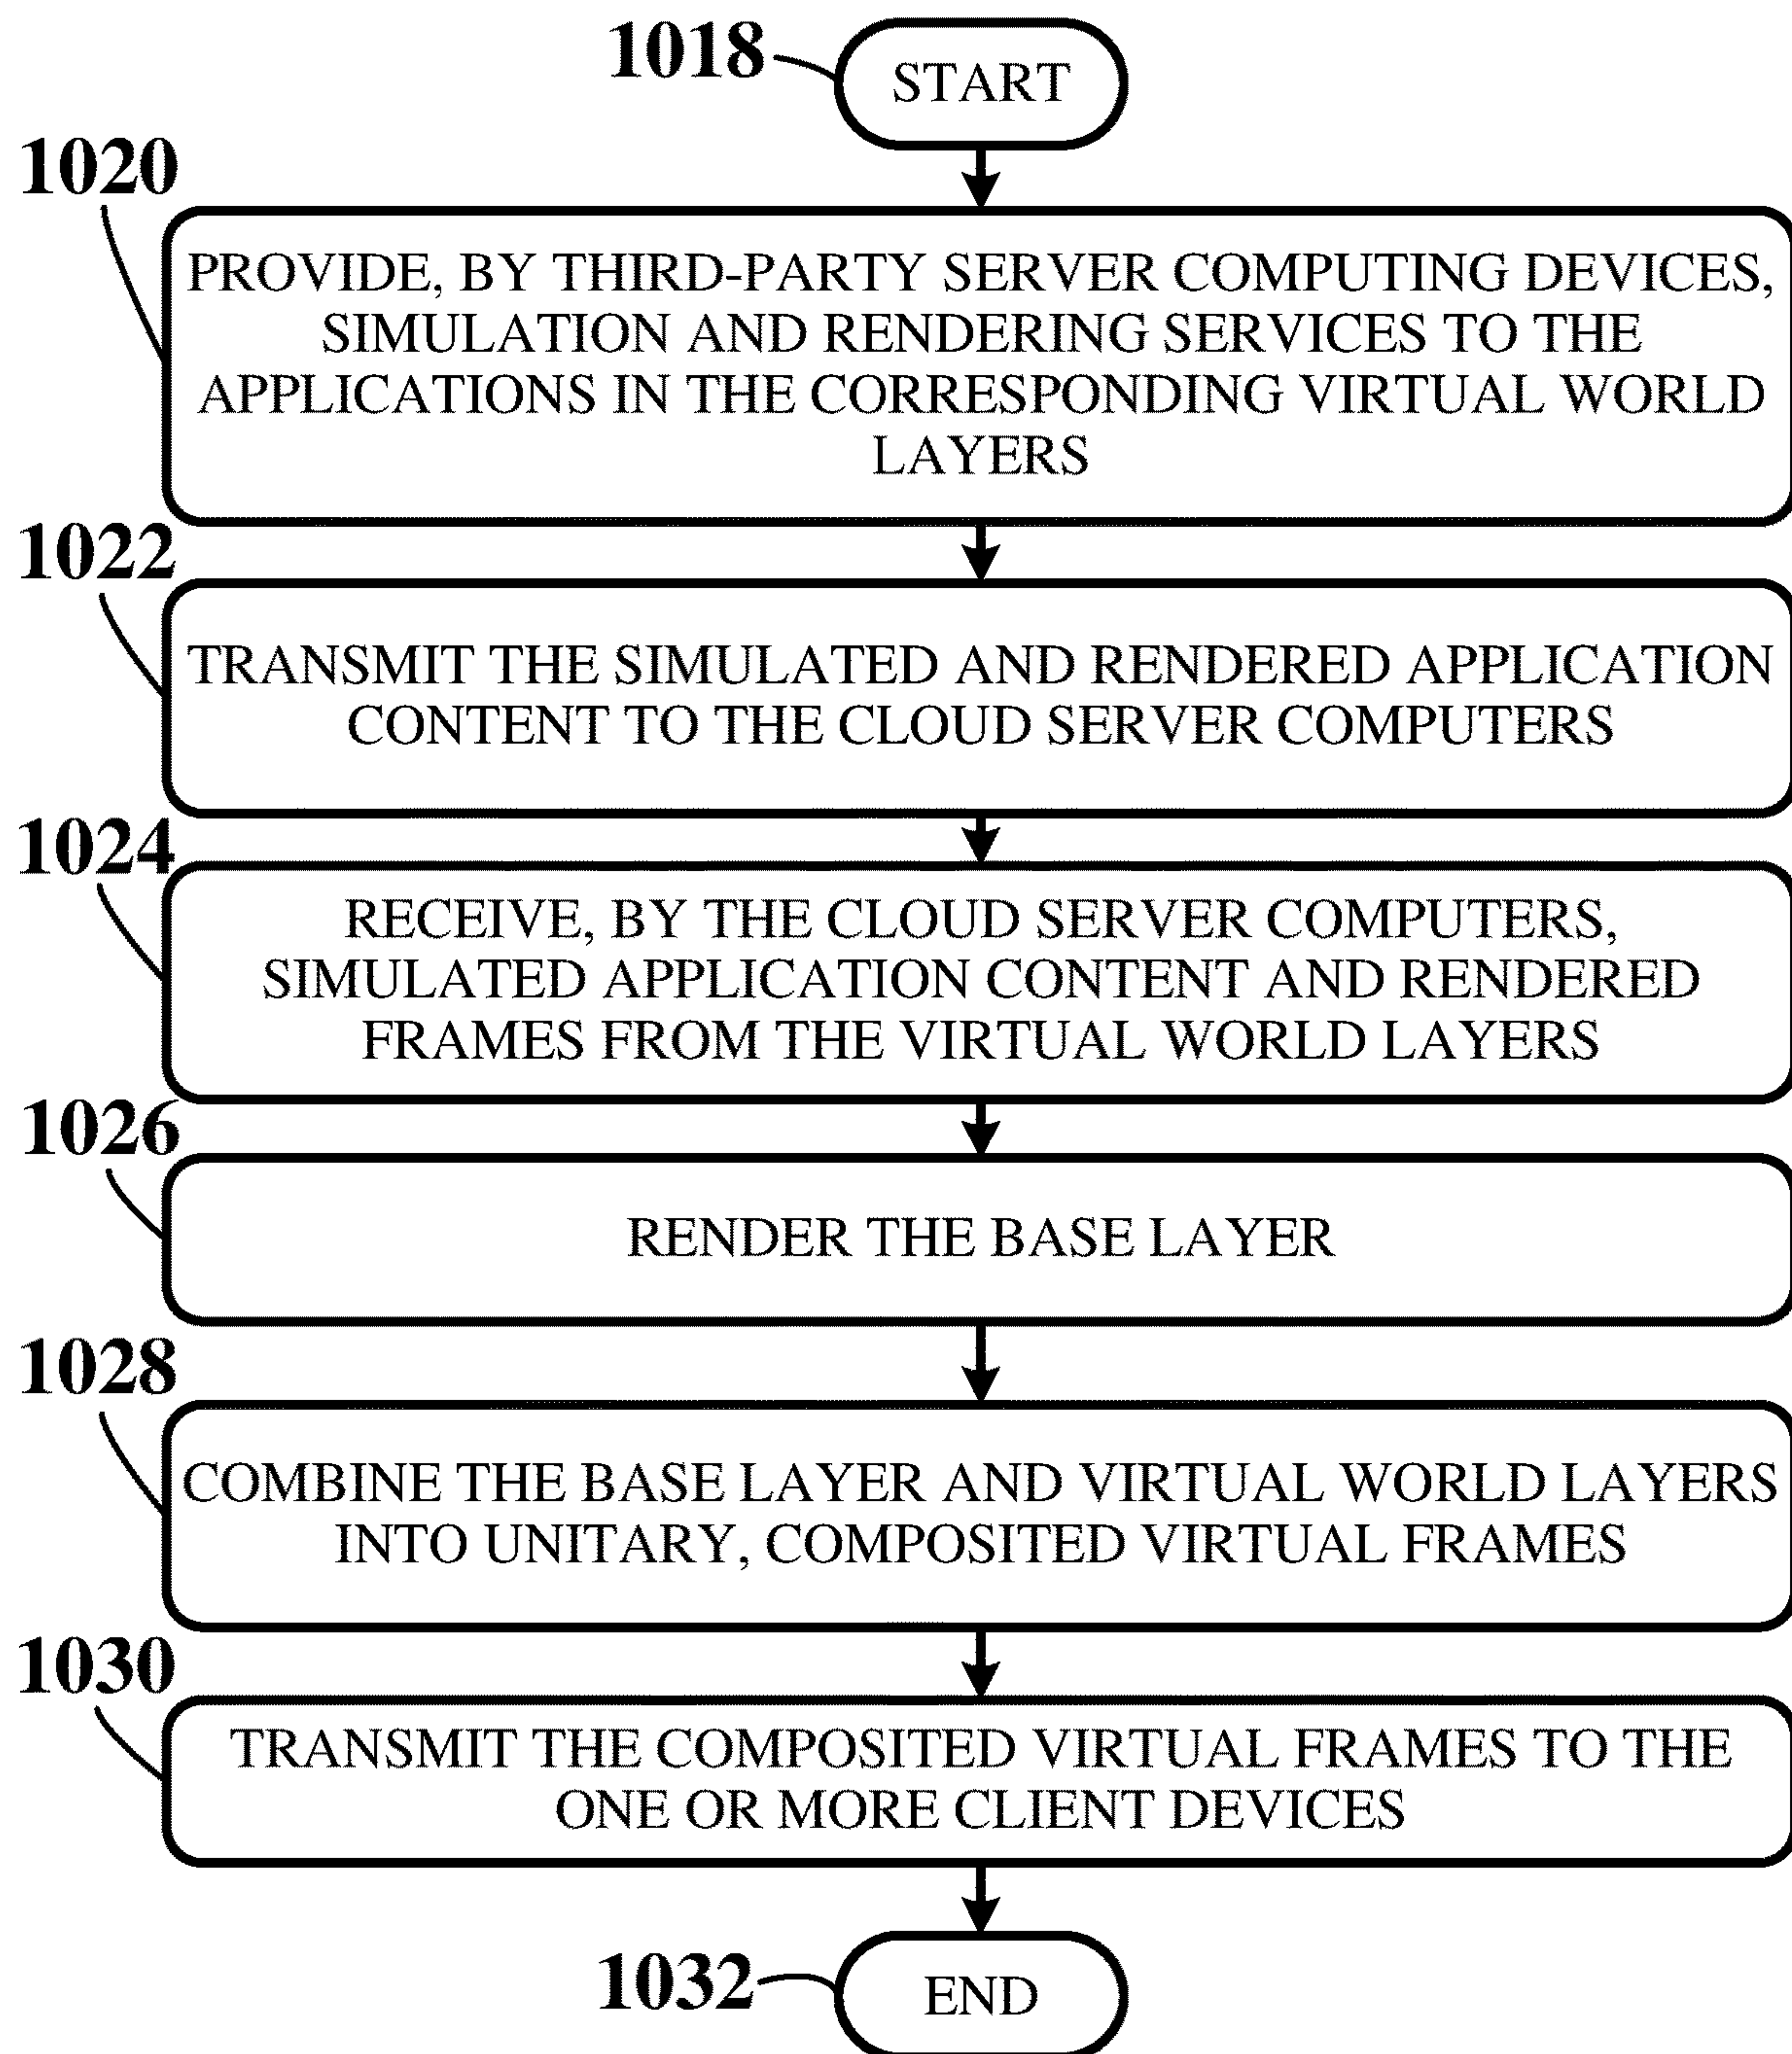 1018
START
1020
PROVIDE, BY THIRD-PARTY SERVER COMPUTING DEVICES,
SIMULATION AND RENDERING SERVICES TO THE
APPLICATIONS IN THE CORRESPONDING VIRTUAL WORLD
LAYERS
1022
TRANSMIT THE SIMULATED AND RENDERED APPLICATION
CONTENT TO THE CLOUD SERVER COMPUTERS
1024
RECEIVE, BY THE CLOUD SERVER COMPUTERS,
SIMULATED APPLICATION CONTENT AND RENDERED
FRAMES FROM THE VIRTUAL WORLD LAYERS
1026
RENDER THE BASE LAYER
1028
COMBINE THE BASE LAYER AND VIRTUAL WORLD LAYERS
INTO UNITARY, COMPOSITED VIRTUAL FRAMES
1030
TRANSMIT THE COMPOSITED VIRTUAL FRAMES TO THE
ONE OR MORE CLIENT DEVICES
1032
END